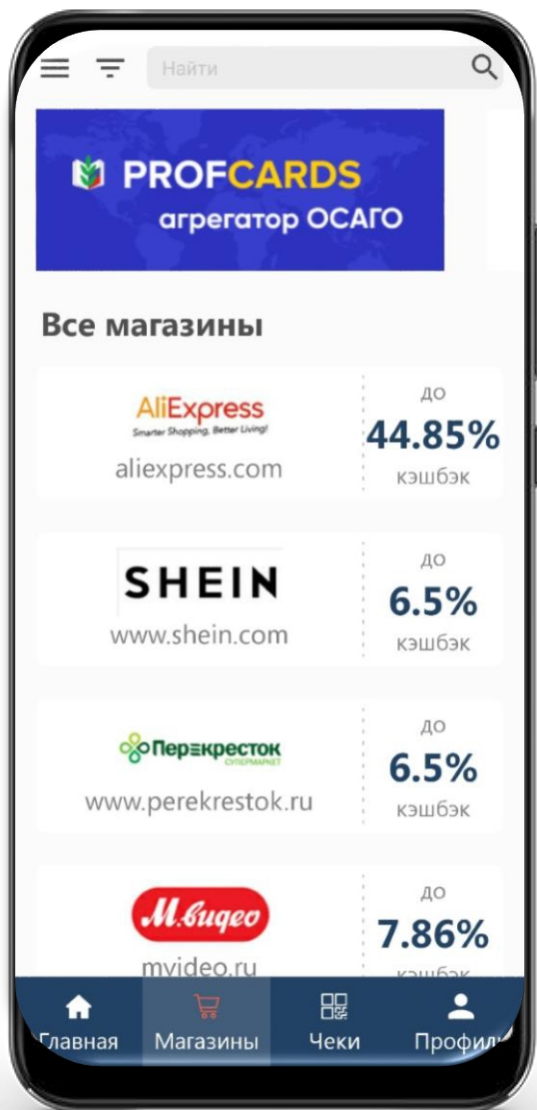 Найти
PROFCARDS
агрегатор ОСАГО
Все магазины
AliExpress
Smarter Shopping, Better Living!
aliexpress.com
до
44.85%
кэшбэк
SHEIN
www.shein.com
до
6.5%
кэшбэк
Перекресток
СУПЕРМАРКЕТ
www.perekrestok.ru
до
6.5%
кэшбэк
М.видео
mvideo.ru
до
7.86%
кэшбэк
Главная
Магазины
Чеки
Профиль